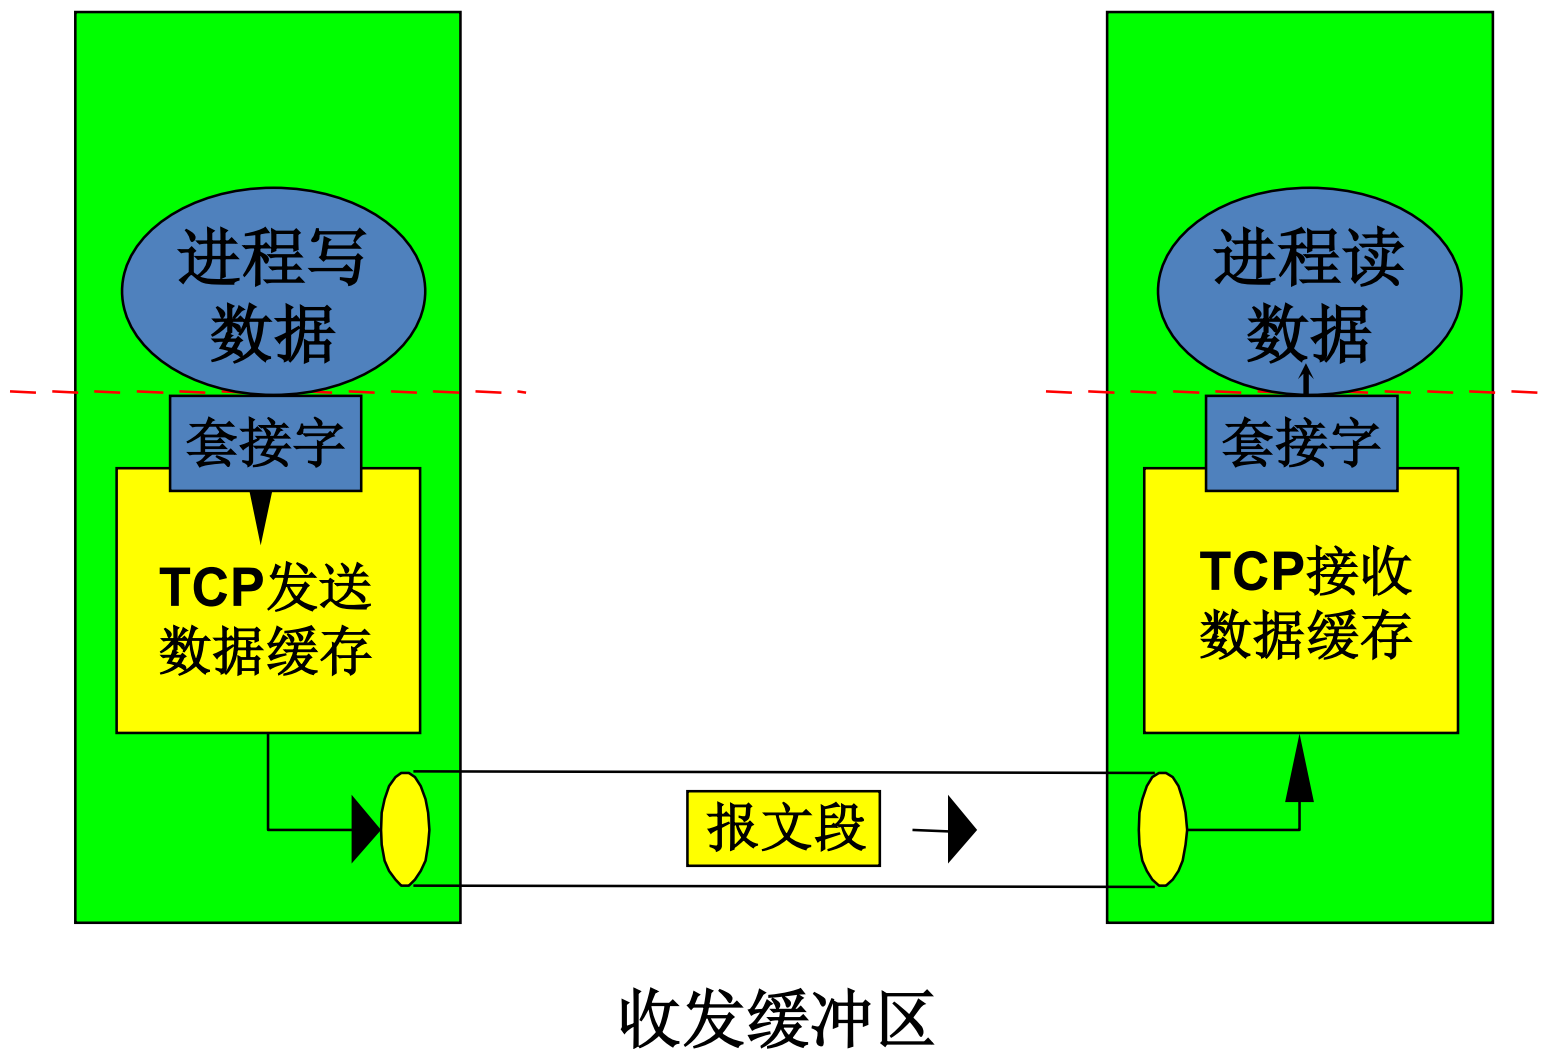 进程写
数据
套接字
TCP发送
数据缓存
进程读
数据
套接字
TCP接收
数据缓存
报文段
收发缓冲区